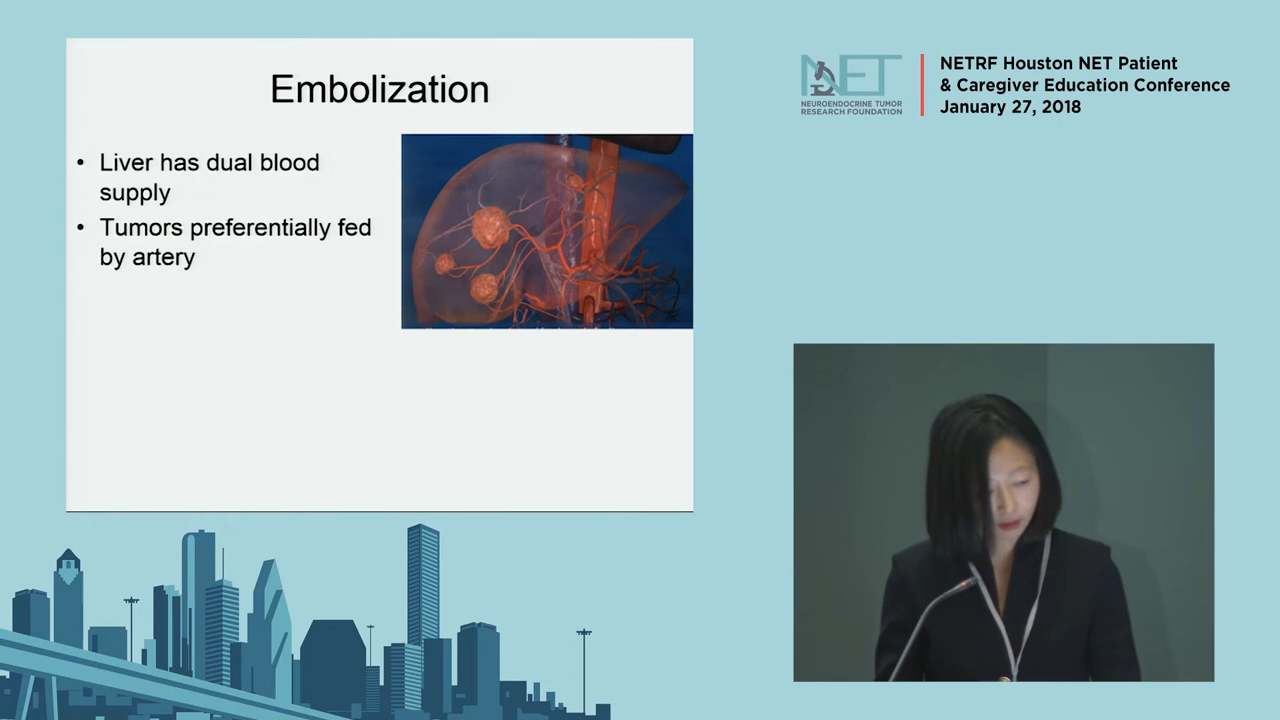 Embolization
• Liver has dual blood
supply
• Tumors preferentially fed
by artery
NET
NEUROENDOCRINE TUMOR
RESEARCH FOUNDATION
NETRF Houston NET Patient
& Caregiver Education Conference
January 27, 2018